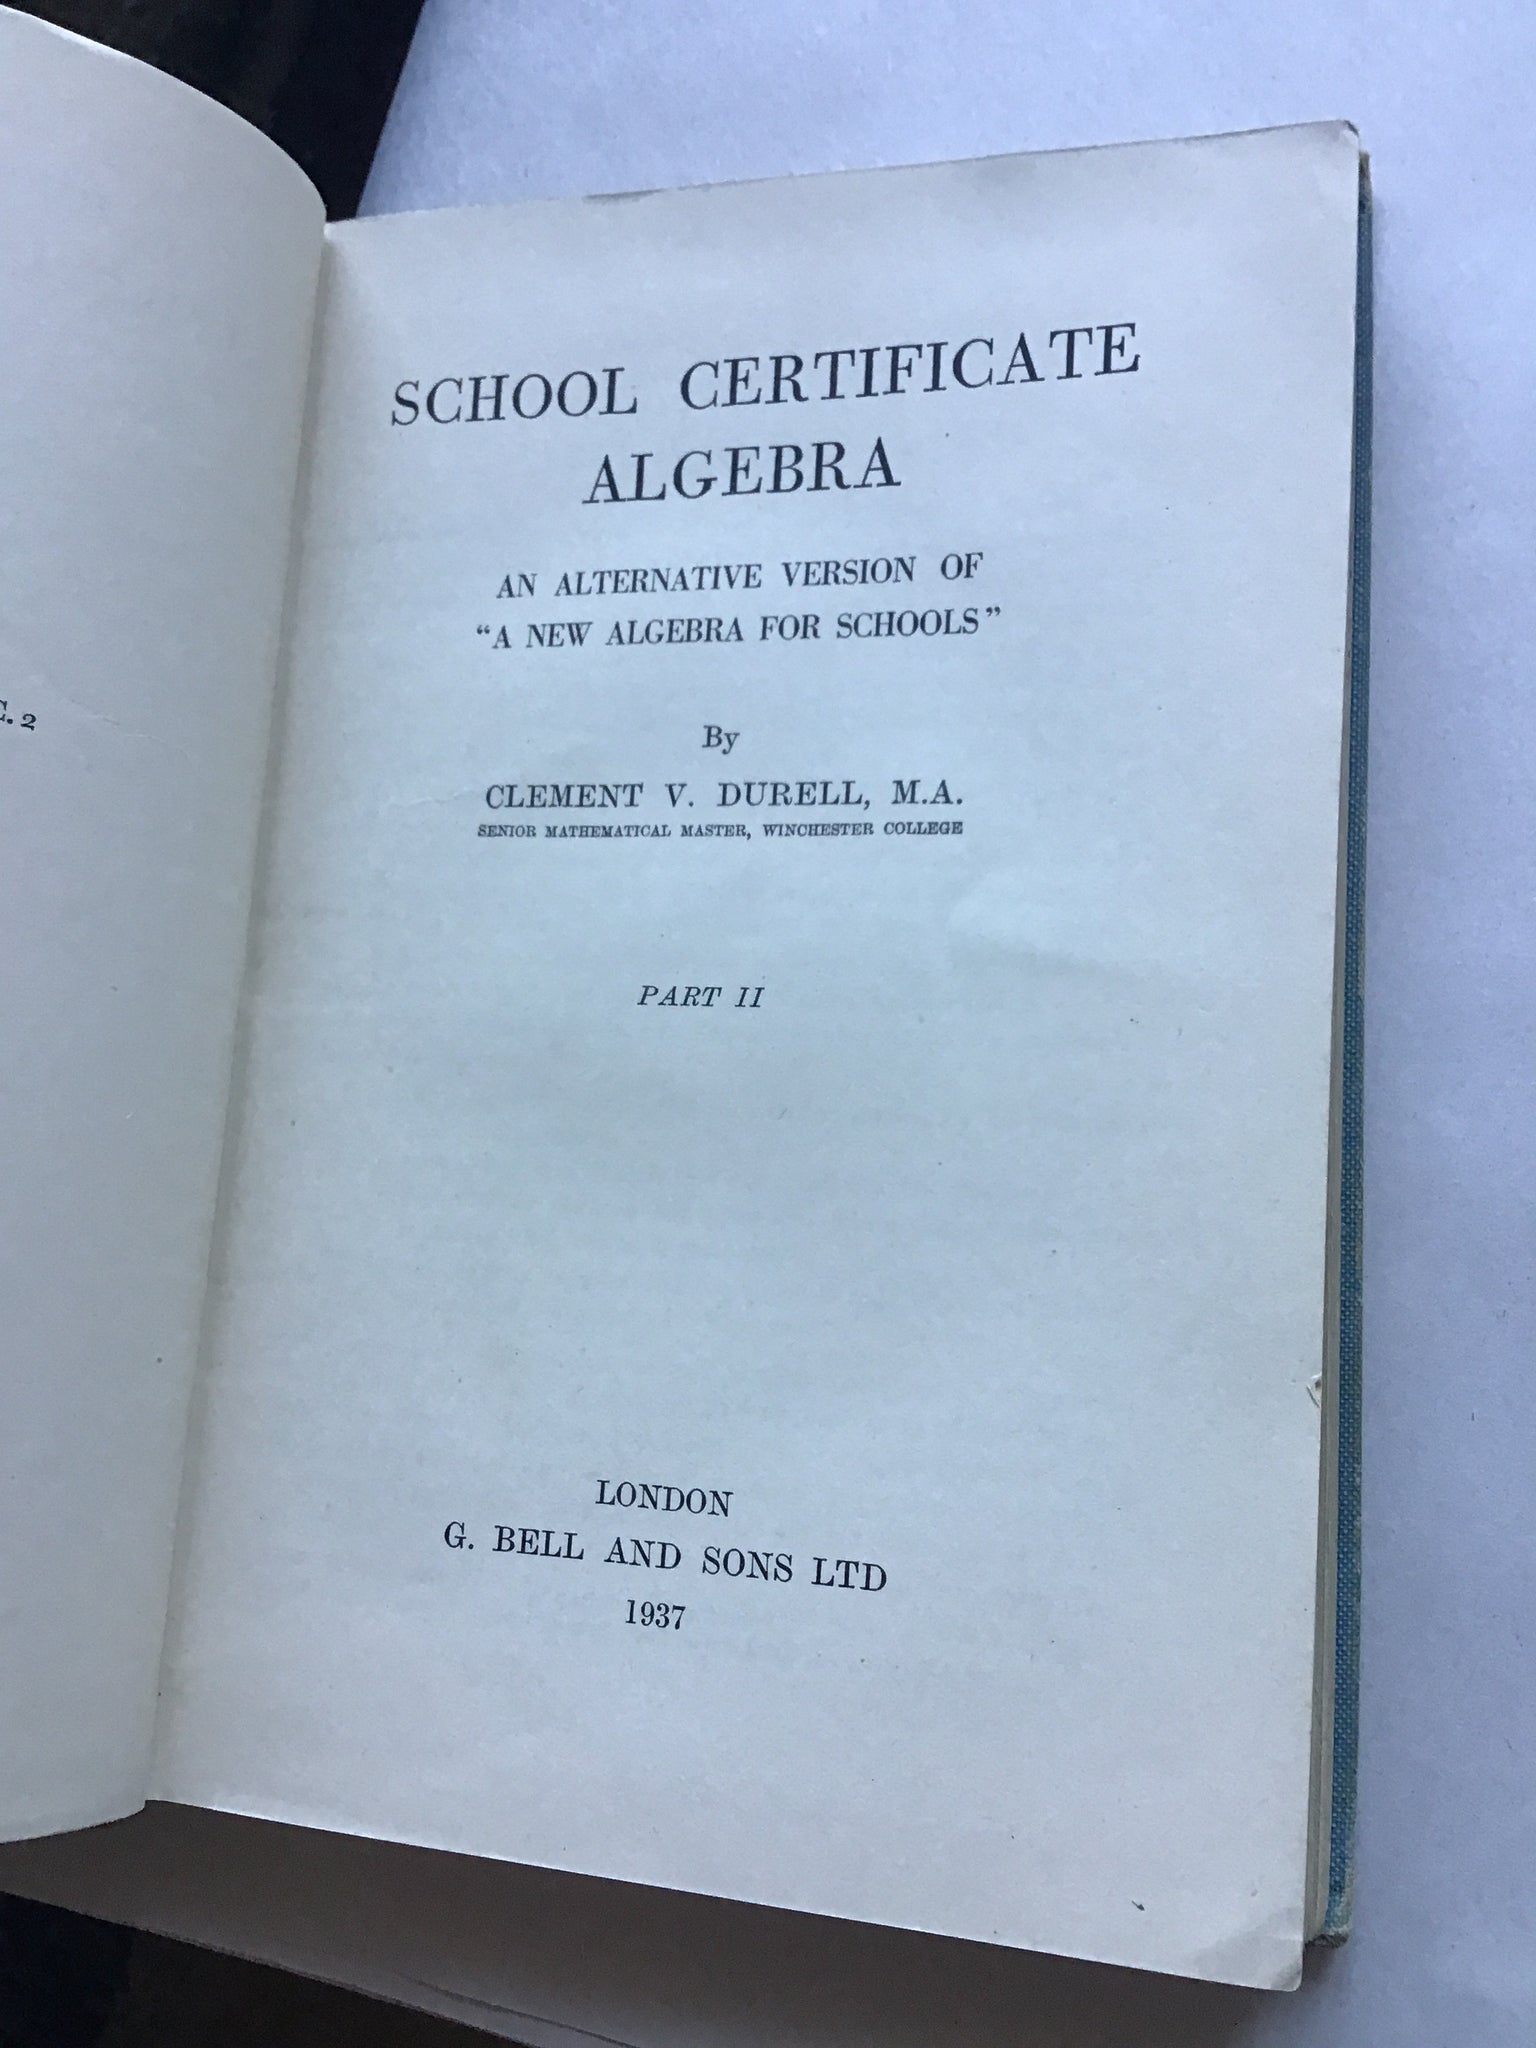 SCHOOL CERTIFICATE
ALGEBRA
AN ALTERNATIVE VERSION OF
“A NEW ALGEBRA FOR SCHOOLS”
By
CLEMENT V. DURELL, M.A.
SENIOR MATHEMATICAL MASTER, WINCHESTER COLLEGE
PART II
LONDON
G. BELL AND SONS LTD
1937